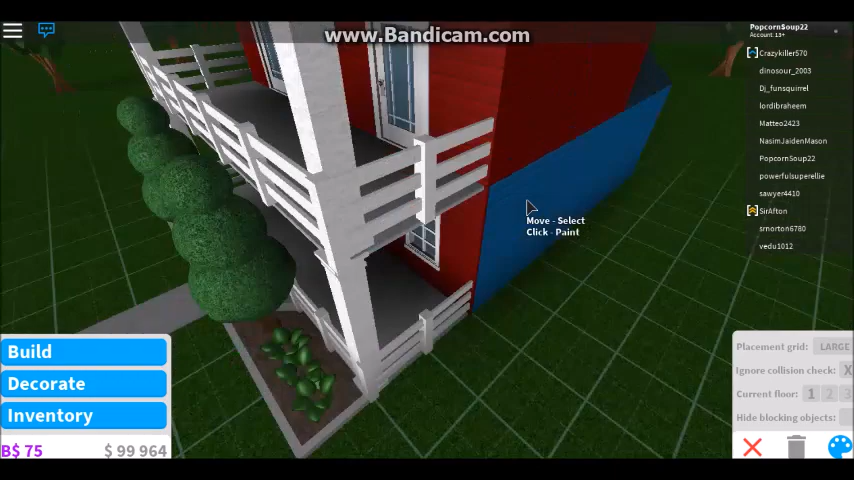 www.Bandicam.com
PopcornSoup22
Account: 13+
Crazykiller570
dinosour_2003
Dj_funsquirrel
lordibraheem
Matteo2423
NasimJaidenMason
PopcornSoup22
powerfulsuperellie
sawyer4410
SirAfton
srnorton6780
vedu1012
Move - Select
Click - Paint
Build
Decorate
Inventory
B$ 75
$ 99 964
Placement grid: LARGE
Ignore collision check: X
Current floor: 1 2 3
Hide blocking objects: